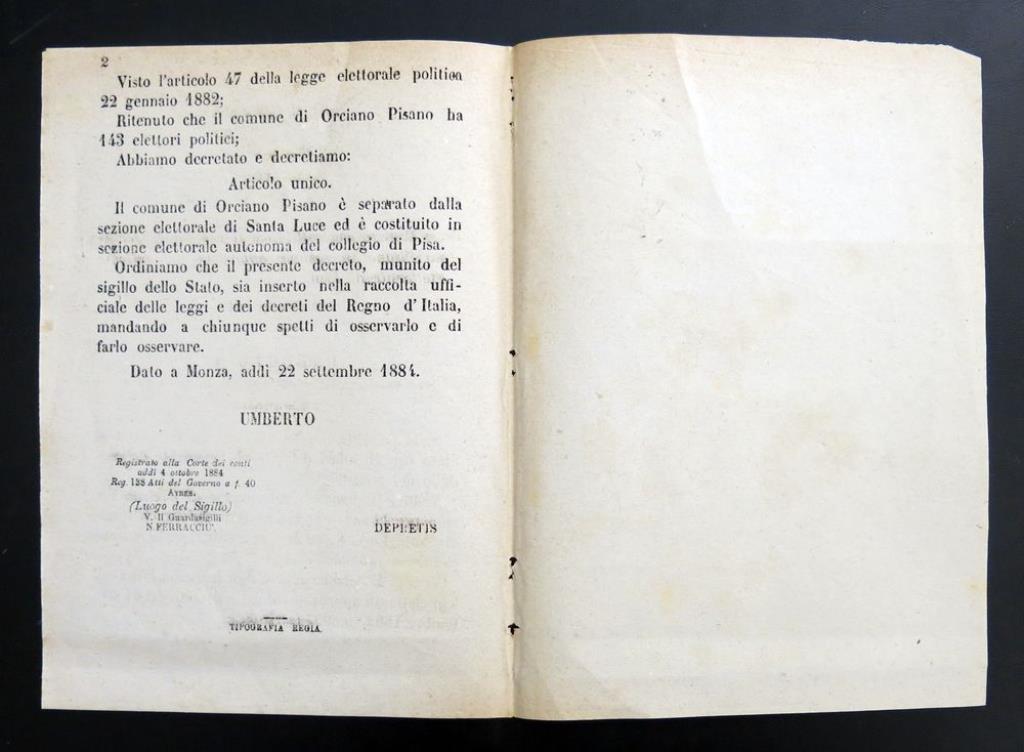 2
Visto l'articolo 47 della legge elettorale politica
22 gennaio 1882;
Ritenuto che il comune di Orciano Pisano ha
143 elettori politici;
Abbiamo decretato e decretiamo:
Articolo unico.
Il comune di Orciano Pisano è separato dalla
sezione elettorale di Santa Luce ed è costituito in
sezione elettorale autonoma del collegio di Pisa.
Ordiniamo che il presente decreto, munito del
sigillo dello Stato, sia inserto nella raccolta uffi-
ciale delle leggi e dei decreti del Regno d'Italia,
mandando a chiunque spetti di osservarlo e di
farlo osservare.
Dato a Monza, addì 22 settembre 1884.
UMBERTO
Registrato alla Corte dei conti
addì 4 ottobre 1884
Reg. 138 Atti del Governo a f. 40
AYRES.
(Luogo del Sigillo)
V. Il Guardasigilli
N. FERRACCIÙ.
DEPRETIS
TIPOGRAFIA REGIA.